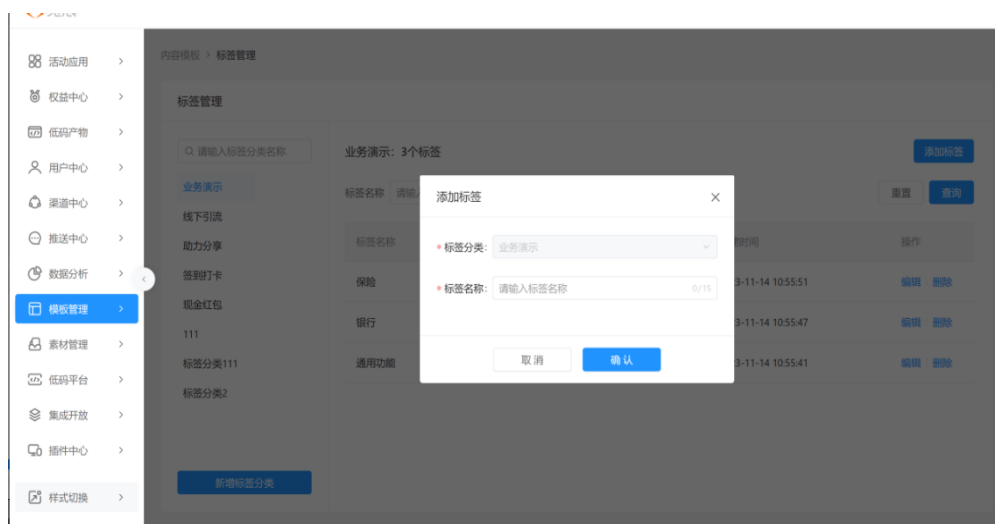 活动应用
权益中心
低码产物
用户中心
渠道中心
推送中心
数据分析
模板管理
素材管理
低码平台
集成开放
插件中心
样式切换
内容模板 > 标签管理
标签管理
请输入标签分类名称
业务演示
线下引流
助力分享
签到打卡
现金红包
111
标签分类111
标签分类2
新增标签分类
业务演示：3个标签
添加标签
标签名称 请输
重置 查询
标签名称 时间 操作
保险 3-11-14 10:55:51 编辑 删除
银行 3-11-14 10:55:47 编辑 删除
通用功能 3-11-14 10:55:41 编辑 删除
添加标签
* 标签分类: 业务演示
* 标签名称: 请输入标签名称 0/15
取消 确认